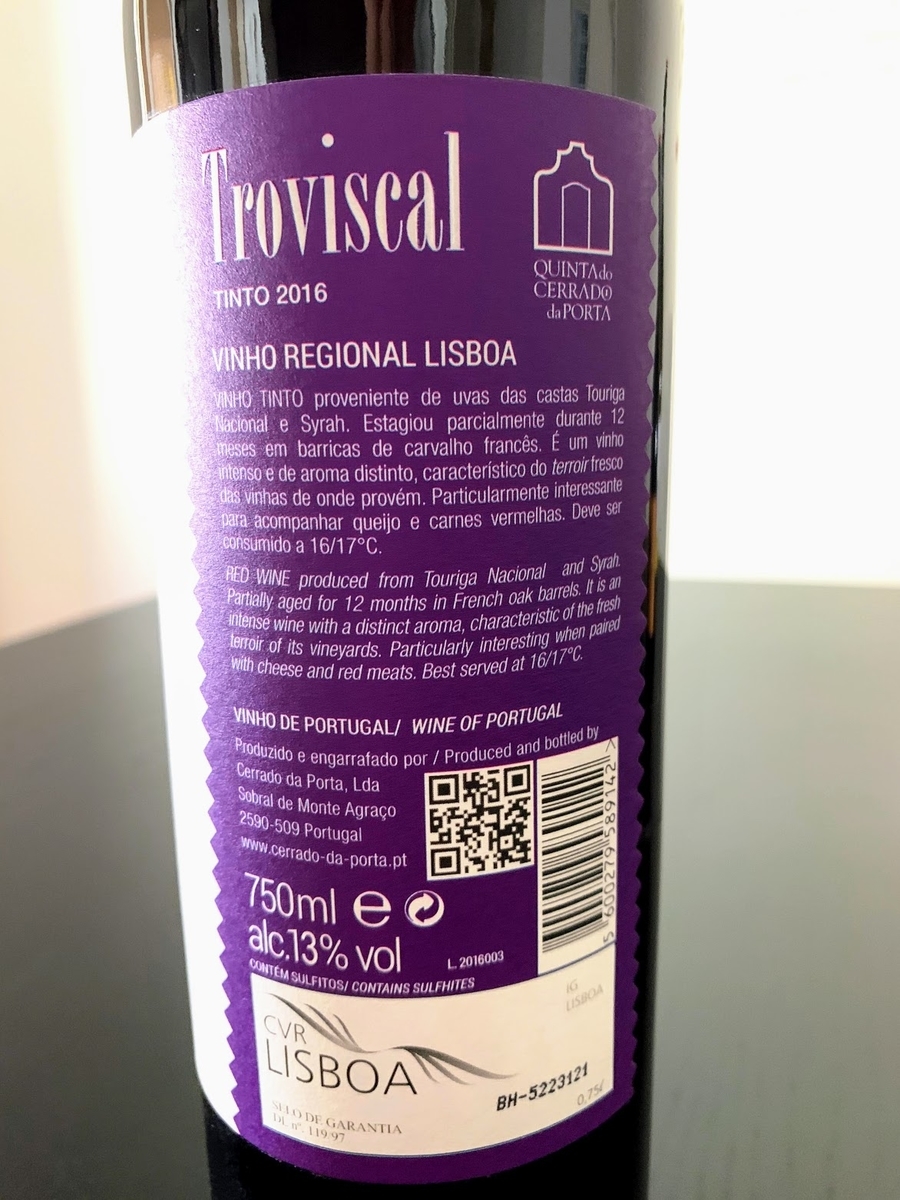 Troviscal
TINTO 2016
QUINTA do
CERRADO
da PORTA
VINHO REGIONAL LISBOA
VINHO TINTO proveniente de uvas das castas Touriga
Nacional e Syrah. Estagiou parcialmente durante 12
meses em barricas de carvalho francês. É um vinho
intenso e de aroma distinto, característico do terroir fresco
das vinhas de onde provém. Particularmente interessante
para acompanhar queijo e carnes vermelhas. Deve ser
consumido a 16/17°C.
RED WINE produced from Touriga Nacional and Syrah.
Partially aged for 12 months in French oak barrels. It is an
intense wine with a distinct aroma, characteristic of the fresh
terroir of its vineyards. Particularly interesting when paired
with cheese and red meats. Best served at 16/17°C.
VINHO DE PORTUGAL/ WINE OF PORTUGAL
Produzido e engarrafado por / Produced and bottled by
Cerrado da Porta, Lda
Sobral de Monte Agraço
2590-509 Portugal
www.cerrado-da-porta.pt
5 600279 589142 >
750ml e
alc.13% vol
L. 2016003
CONTÉM SULFITOS/ CONTAINS SULFHITES
IG
LISBOA
CVR
LISBOA
BH-5223121
0,75ℓ
SELO DE GARANTIA
DL nº. 119/97